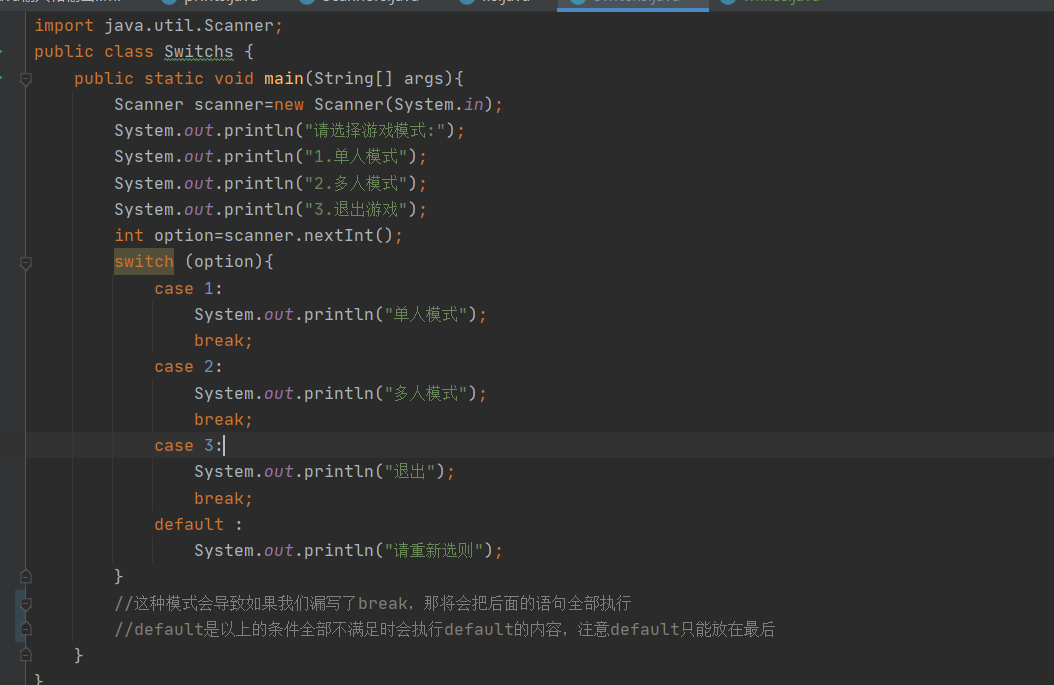 import java.util.Scanner;
public class Switchs {
    public static void main(String[] args){
        Scanner scanner=new Scanner(System.in);
        System.out.println("请选择游戏模式:");
        System.out.println("1.单人模式");
        System.out.println("2.多人模式");
        System.out.println("3.退出游戏");
        int option=scanner.nextInt();
        switch (option){
            case 1:
                System.out.println("单人模式");
                break;
            case 2:
                System.out.println("多人模式");
                break;
            case 3:
                System.out.println("退出");
                break;
            default :
                System.out.println("请重新选则");
        }
        //这种模式会导致如果我们漏写了break，那将会把后面的语句全部执行
        //default是以上的条件全部不满足时会执行default的内容，注意default只能放在最后
    }
}